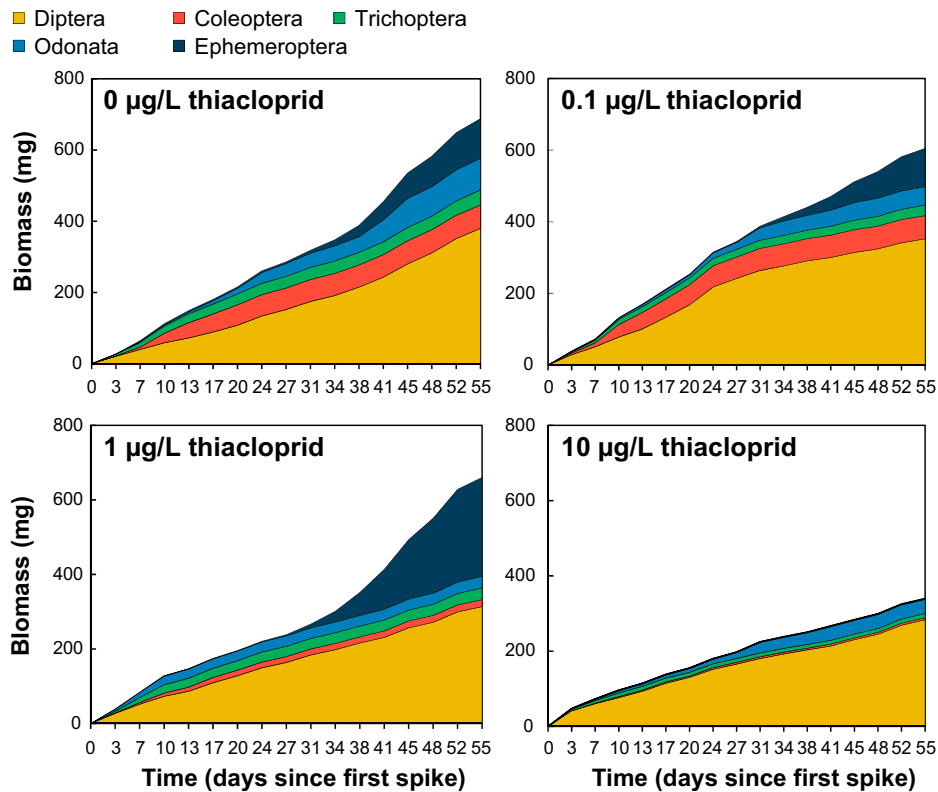 Diptera
Coleoptera
Trichoptera
Odonata
Ephemeroptera
Biomass (mg)
800
600
400
200
0
0 µg/L thiacloprid
0 3 7 10 13 17 20 24 27 31 34 38 41 45 48 52 55
800
600
400
200
0
0.1 µg/L thiacloprid
0 3 7 10 13 17 20 24 27 31 34 38 41 45 48 52 55
BIomass (mg)
800
600
400
200
0
1 µg/L thiacloprid
0 3 7 10 13 17 20 24 27 31 34 38 41 45 48 52 55
Time (days since first spike)
800
600
400
200
0
10 µg/L thiacloprid
0 3 7 10 13 17 20 24 27 31 34 38 41 45 48 52 55
Time (days since first spike)